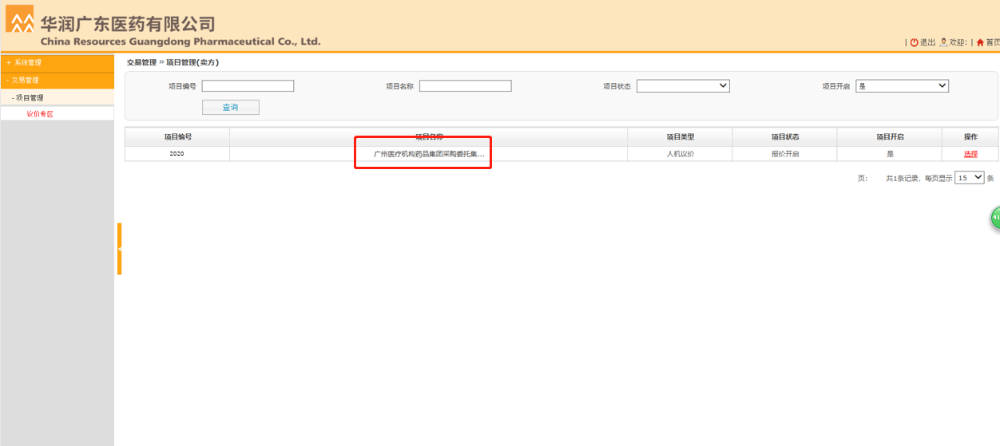 华润广东医药有限公司
China Resources Guangdong Pharmaceutical Co., Ltd.
| 退出 欢迎: | 首页
+ 系统管理
- 交易管理
- 项目管理
议价专区
交易管理 » 项目管理(卖方)
项目编号 项目名称 项目状态 项目开启 是
查询
项目编号 项目名称 项目类型 项目状态 项目开启 操作
2020 广州医疗机构药品集团采购委托集... 人机议价 报价开启 是 选择
页: 共1条记录, 每页显示 15 条
41